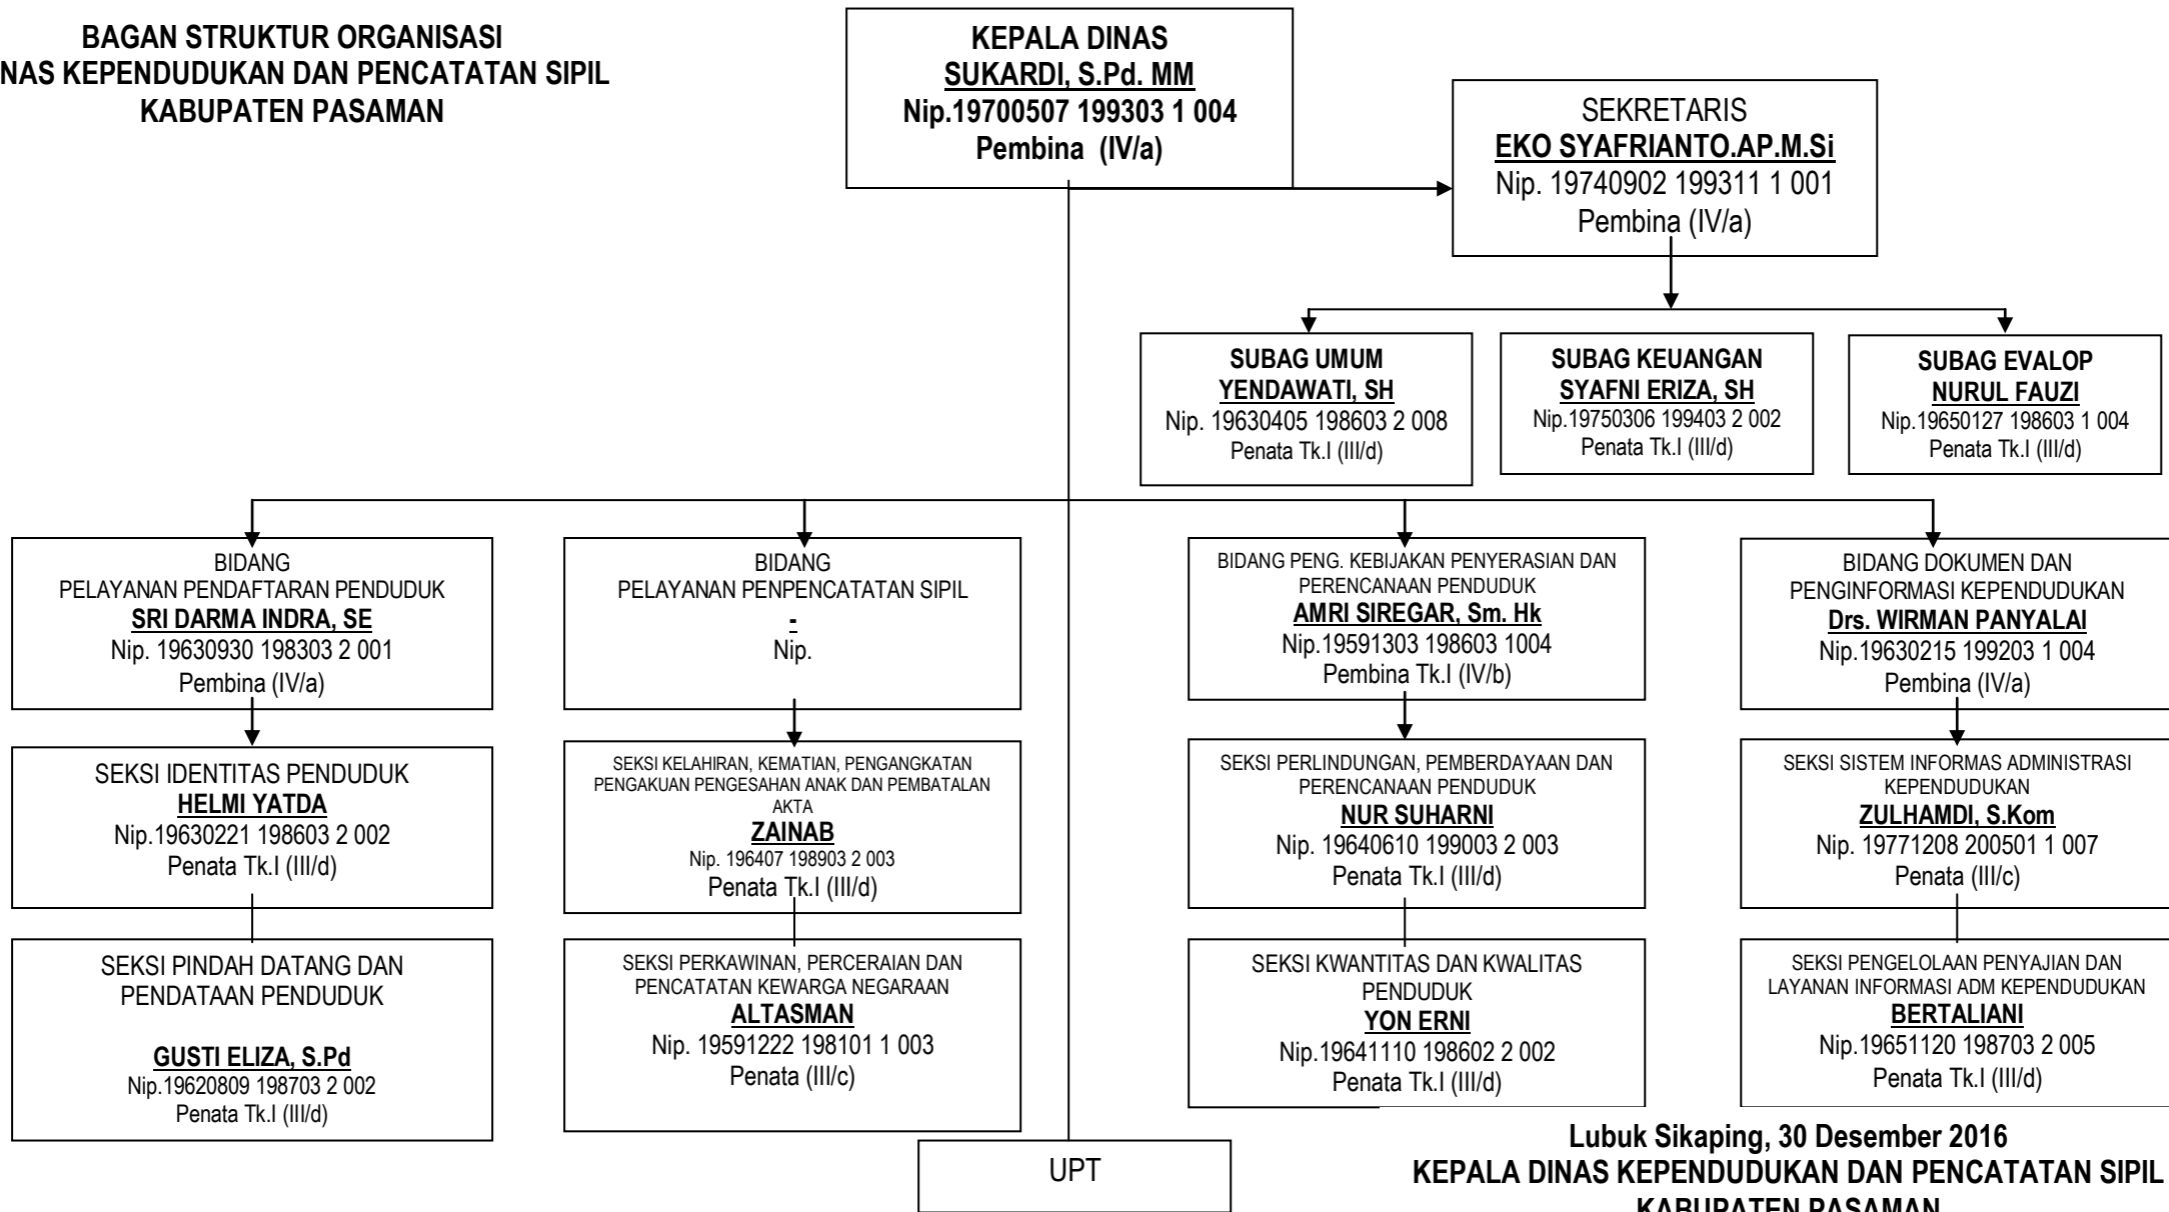 BAGAN STRUKTUR ORGANISASI
NAS KEPENDUDUKAN DAN PENCATATAN SIPIL
KABUPATEN PASAMAN
KEPALA DINAS
SUKARDI, S.Pd. MM
Nip.19700507 199303 1 004
Pembina (IV/a)
SEKRETARIS
EKO SYAFRIANTO.AP.M.Si
Nip. 19740902 199311 1 001
Pembina (IV/a)
SUBAG UMUM
YENDAWATI, SH
Nip. 19630405 198603 2 008
Penata Tk.I (III/d)
SUBAG KEUANGAN
SYAFNI ERIZA, SH
Nip.19750306 199403 2 002
Penata Tk.I (III/d)
SUBAG EVALOP
NURUL FAUZI
Nip.19650127 198603 1 004
Penata Tk.I (III/d)
BIDANG
PELAYANAN PENDAFTARAN PENDUDUK
SRI DARMA INDRA, SE
Nip. 19630930 198303 2 001
Pembina (IV/a)
BIDANG
PELAYANAN PENPENCATATAN SIPIL
-
Nip.
BIDANG PENG. KEBIJAKAN PENYERASIAN DAN
PERENCANAAN PENDUDUK
AMRI SIREGAR, Sm. Hk
Nip.19591303 198603 1004
Pembina Tk.I (IV/b)
BIDANG DOKUMEN DAN
PENGINFORMASI KEPENDUDUKAN
Drs. WIRMAN PANYALAI
Nip.19630215 199203 1 004
Pembina (IV/a)
SEKSI IDENTITAS PENDUDUK
HELMI YATDA
Nip.19630221 198603 2 002
Penata Tk.I (III/d)
SEKSI KELAHIRAN, KEMATIAN, PENGANGKATAN
PENGAKUAN PENGESAHAN ANAK DAN PEMBATALAN
AKTA
ZAINAB
Nip. 196407 198903 2 003
Penata Tk.I (III/d)
SEKSI PERLINDUNGAN, PEMBERDAYAAN DAN
PERENCANAAN PENDUDUK
NUR SUHARNI
Nip. 19640610 199003 2 003
Penata Tk.I (III/d)
SEKSI SISTEM INFORMAS ADMINISTRASI
KEPENDUDUKAN
ZULHAMDI, S.Kom
Nip. 19771208 200501 1 007
Penata (III/c)
SEKSI PINDAH DATANG DAN
PENDATAAN PENDUDUK
GUSTI ELIZA, S.Pd
Nip.19620809 198703 2 002
Penata Tk.I (III/d)
SEKSI PERKAWINAN, PERCERAIAN DAN
PENCATATAN KEWARGA NEGARAAN
ALTASMAN
Nip. 19591222 198101 1 003
Penata (III/c)
SEKSI KWANTITAS DAN KWALITAS
PENDUDUK
YON ERNI
Nip.19641110 198602 2 002
Penata Tk.I (III/d)
SEKSI PENGELOLAAN PENYAJIAN DAN
LAYANAN INFORMASI ADM KEPENDUDUKAN
BERTALIANI
Nip.19651120 198703 2 005
Penata Tk.I (III/d)
UPT
Lubuk Sikaping, 30 Desember 2016
KEPALA DINAS KEPENDUDUKAN DAN PENCATATAN SIPIL
KABUPATEN PASAMAN